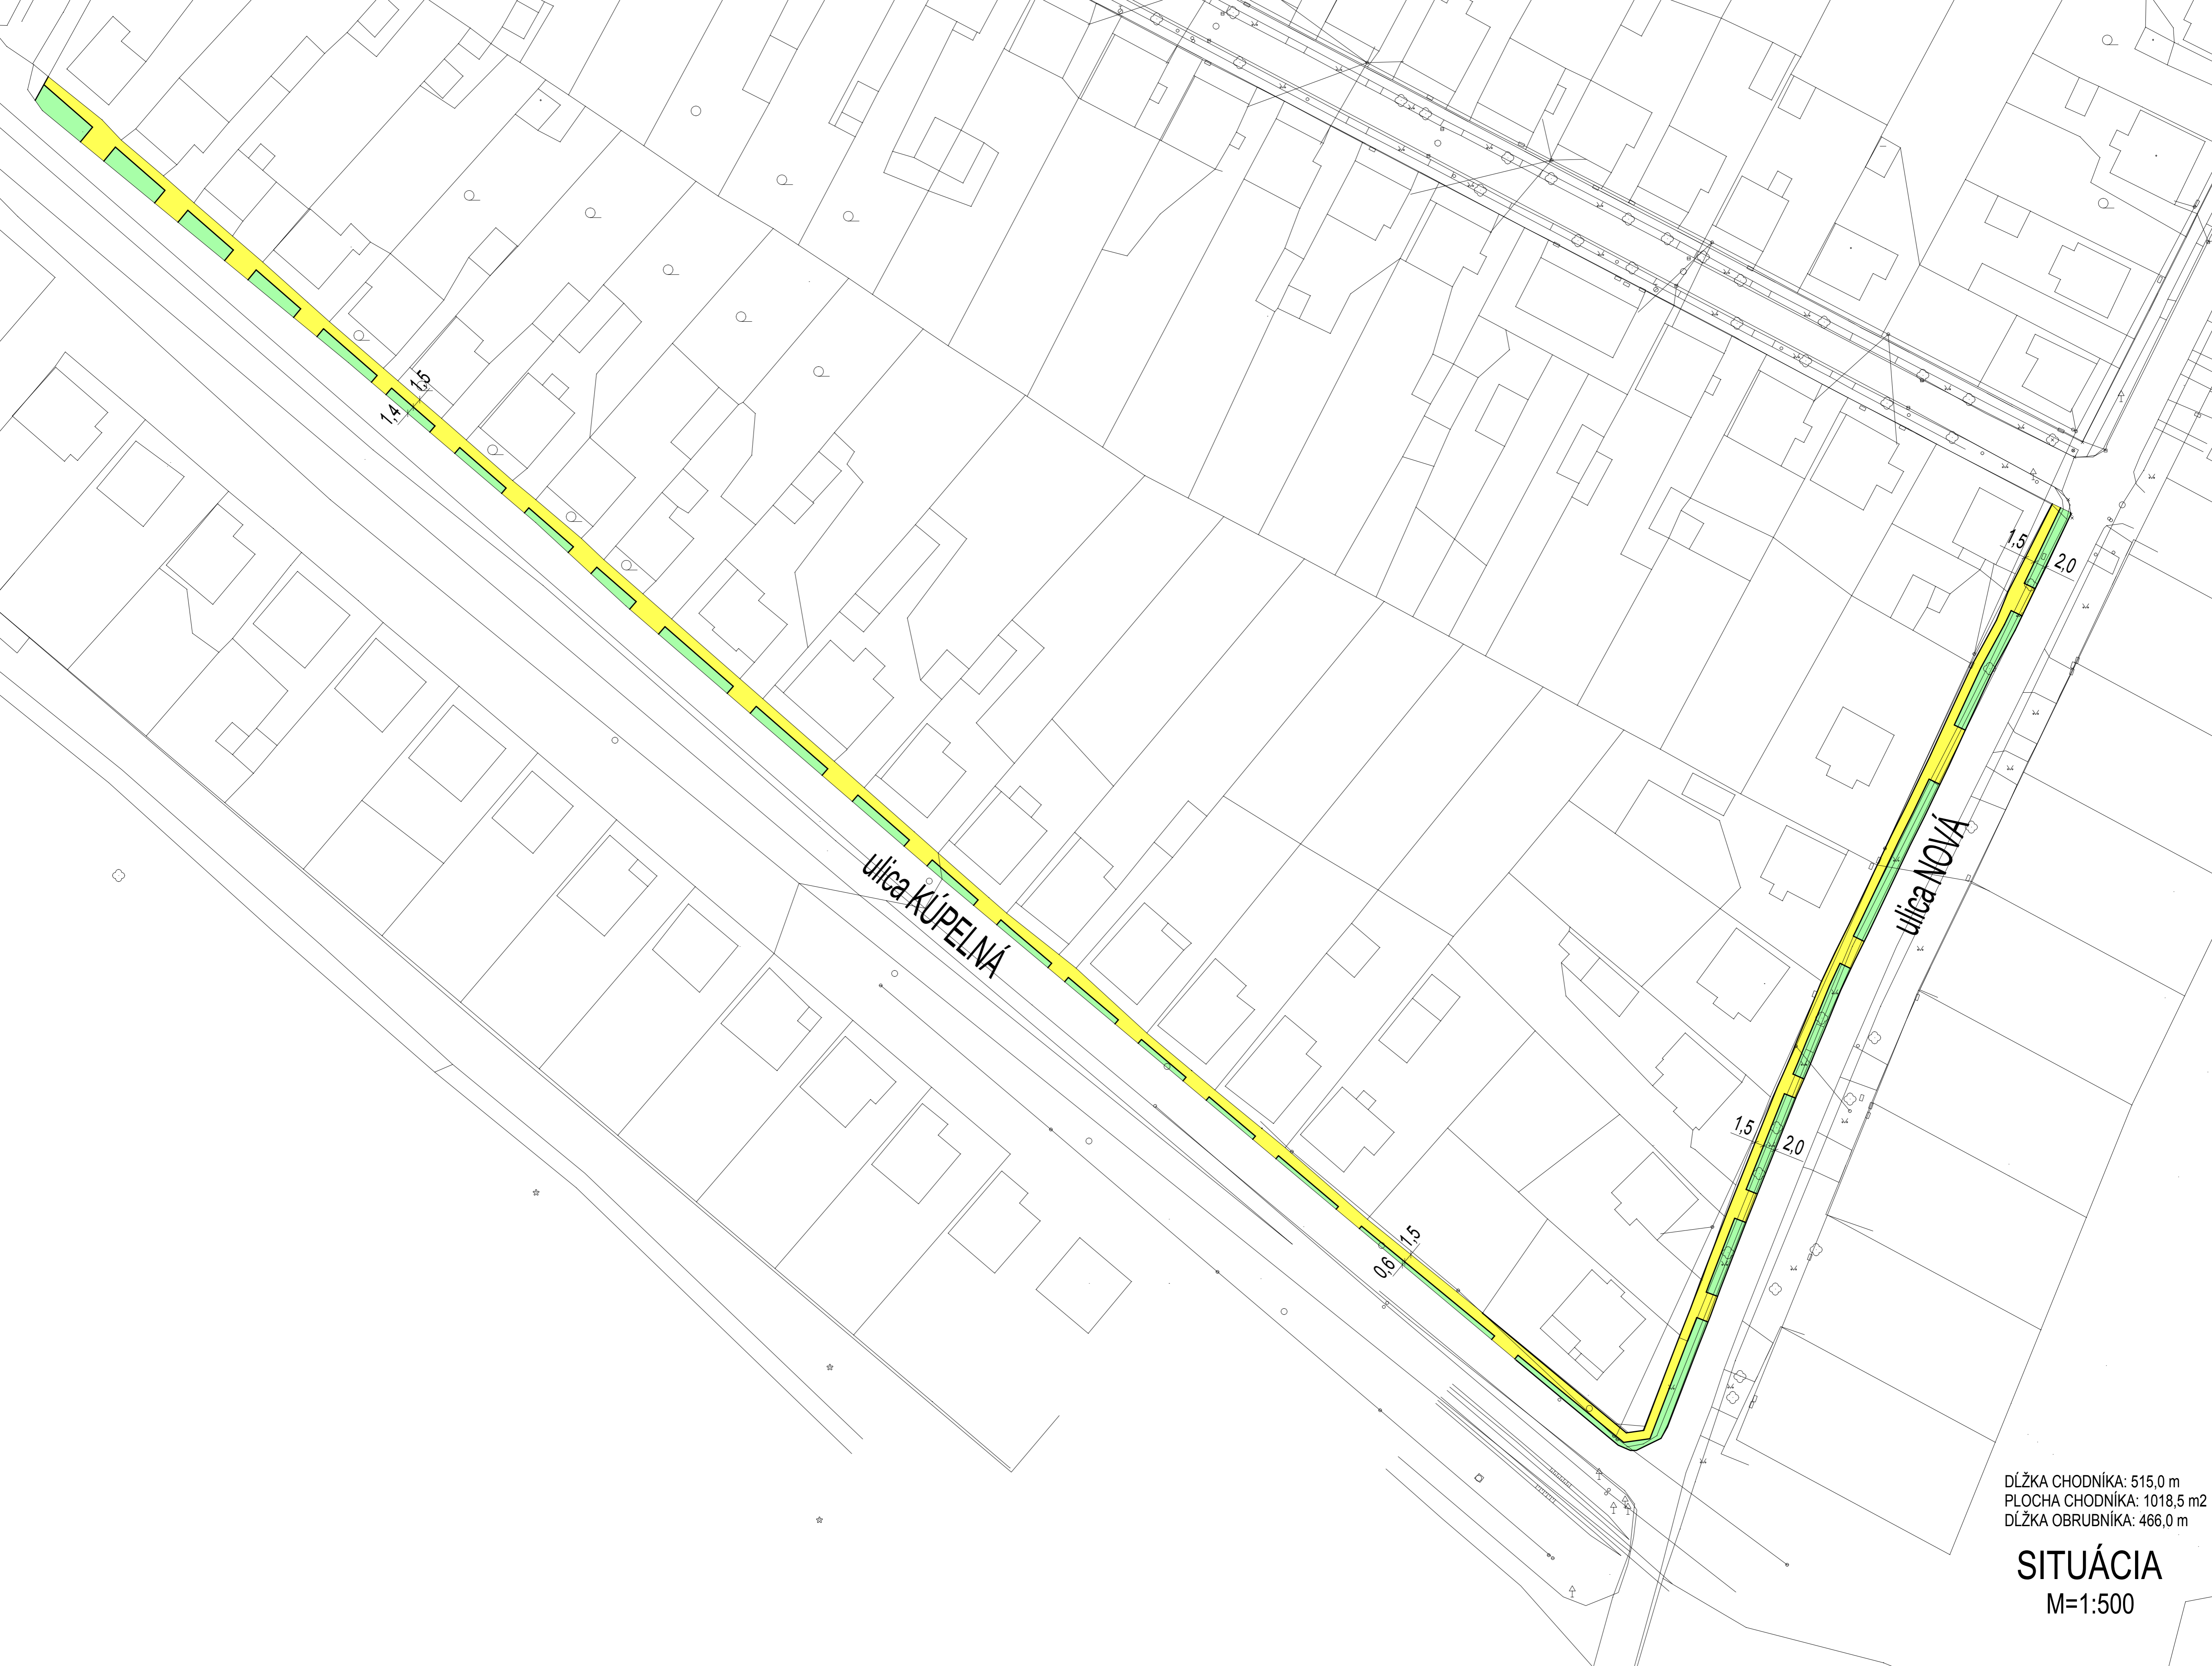 1,5
1,4
1,5
2,0
ulica KÚPELNÁ
ulica NOVÁ
1,5
2,0
1,5
0,6
DĹŽKA CHODNÍKA: 515,0 m
PLOCHA CHODNÍKA: 1018,5 m2
DĹŽKA OBRUBNÍKA: 466,0 m
SITUÁCIA
M=1:500